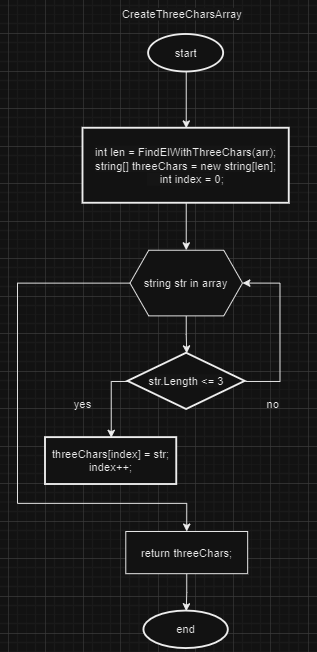 CreateThreeCharsArray
start
int len = FindElWithThreeChars(arr);
string[] threeChars = new string[len];
int index = 0;
string str in array
str.Length <= 3
yes
no
threeChars[index] = str;
index++;
return threeChars;
end